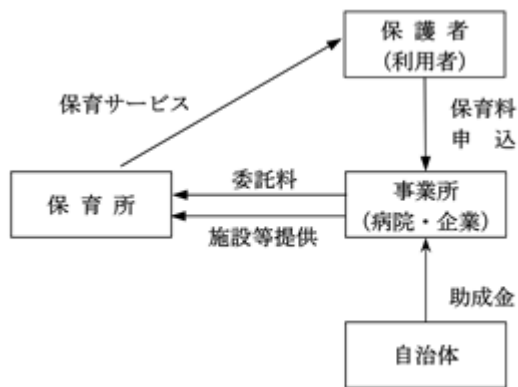 保護者
(利用者)
保育サービス
保育料
申込
委託料
保育所
事業所
(病院・企業)
施設等提供
助成金
自治体